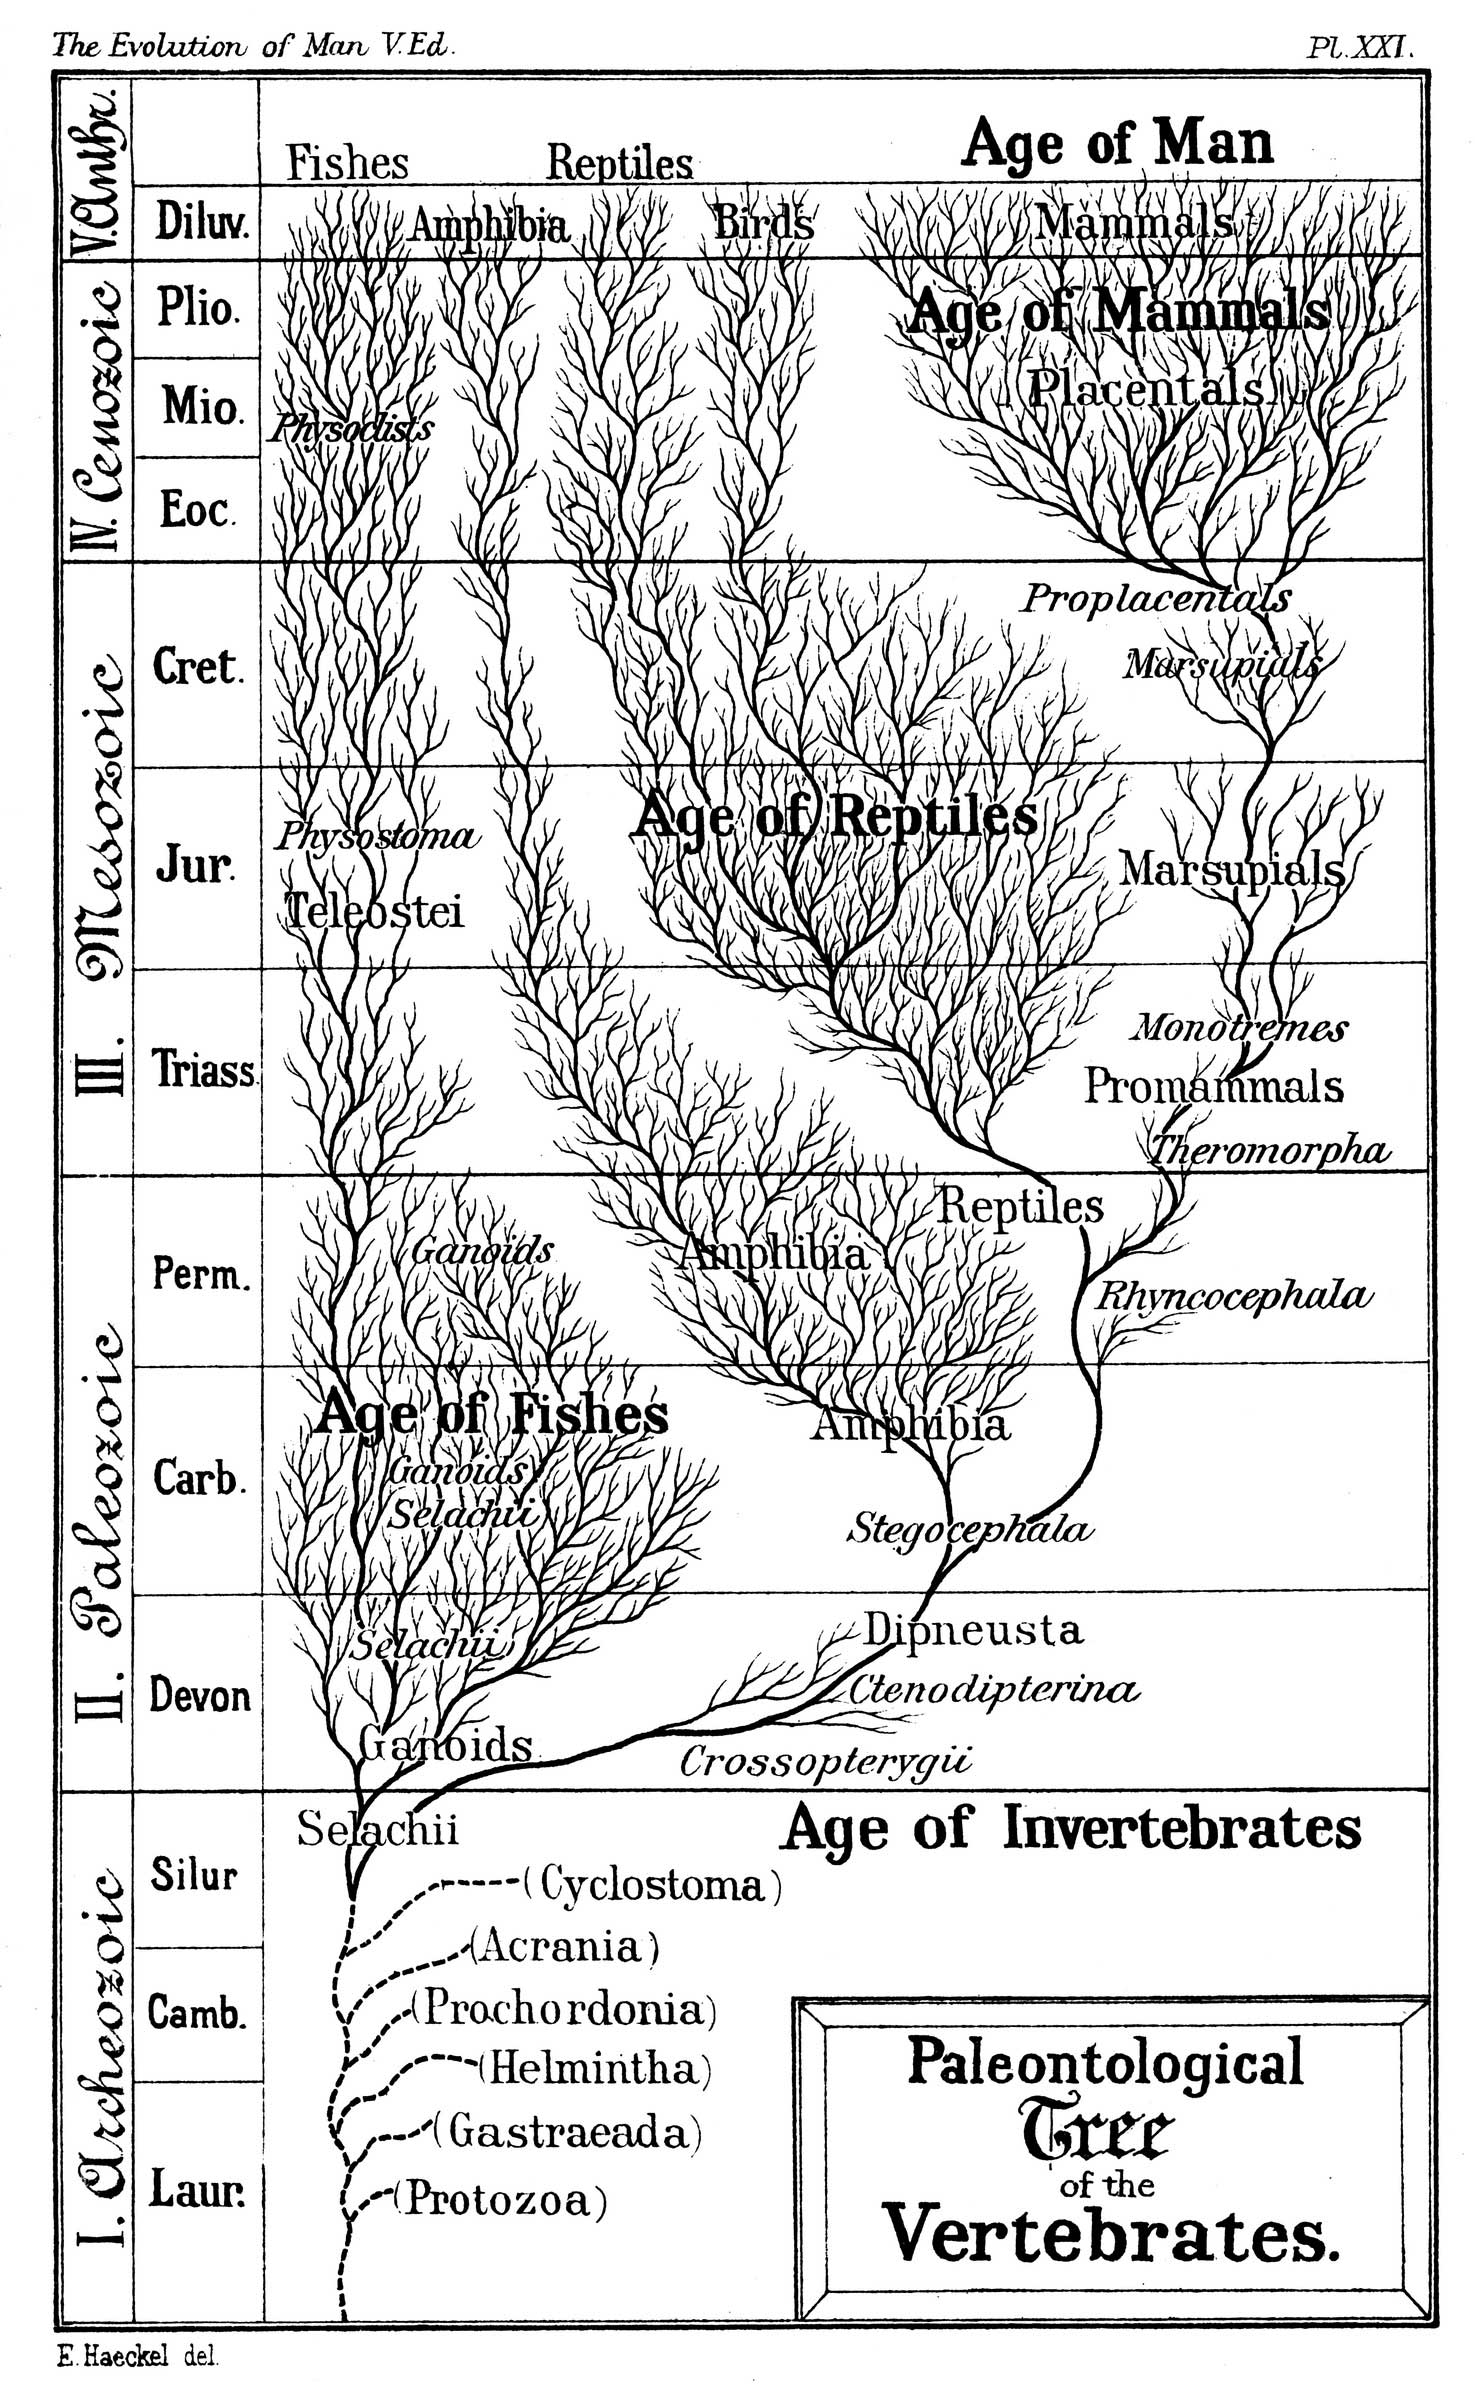 The Evolution of Man V.Ed.
Pl.XXI.
V.Anthr.
Age of Man
Fishes
Reptiles
Diluv.
Amphibia
Birds
Mammals
IV. Cenozoic
Plio.
Age of Mammals
Mio.
Placentals
Physoclists
Eoc.
III. Mesozoic
Proplacentals
Cret.
Marsupials
Age of Reptiles
Physostoma
Jur.
Marsupials
Teleostei
Monotremes
Triass.
Promammals
Theromorpha
II. Paleozoic
Reptiles
Ganoids
Amphibia
Perm.
Rhyncocephala
Age of Fishes
Amphibia
Ganoids
Carb.
Selachii
Stegocephala
Dipneusta
Selachii
Devon
Ctenodipterina
Ganoids
Crossopterygii
I. Archeozoic
Selachii
Age of Invertebrates
Silur
(Cyclostoma)
(Acrania)
Camb.
(Prochordonia)
(Helmintha)
(Gastraeada)
Laur.
(Protozoa)
Paleontological
Tree
of the
Vertebrates.
E.Haeckel del.